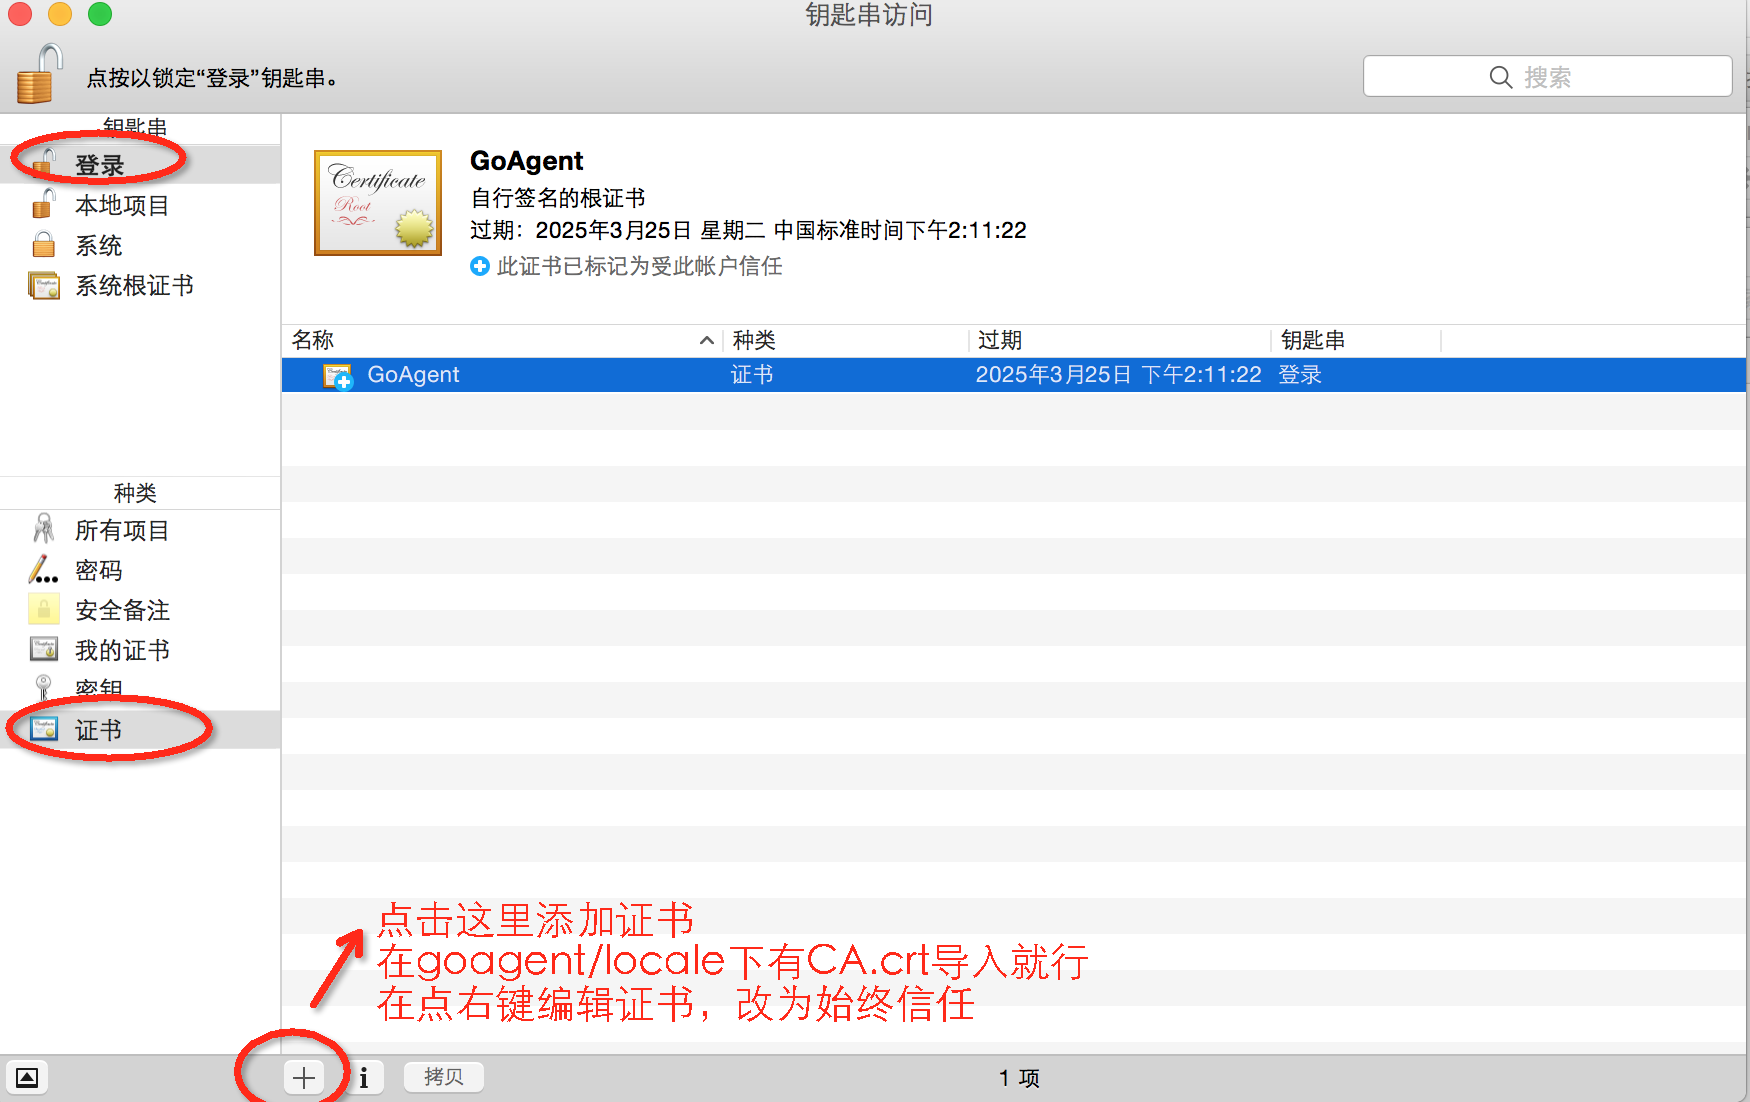 钥匙串访问
点按以锁定“登录”钥匙串。
搜索
钥匙串
登录
本地项目
系统
系统根证书
种类
所有项目
密码
安全备注
我的证书
密钥
证书
Certificate
Root
GoAgent
自行签名的根证书
过期：2025年3月25日 星期二 中国标准时间下午2:11:22
此证书已标记为受此帐户信任
名称 种类 过期 钥匙串
GoAgent 证书 2025年3月25日 下午2:11:22 登录
点击这里添加证书
在goagent/locale下有CA.crt导入就行
在点右键编辑证书，改为始终信任
拷贝
1 项